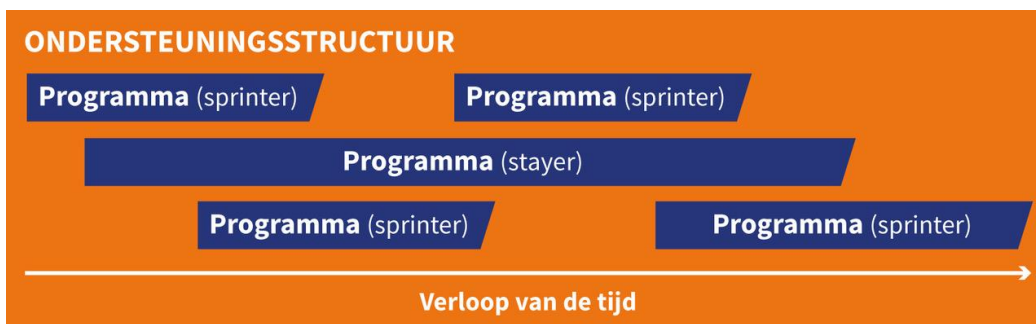 ONDERSTEUNINGSSTRUCTUUR
Programma (sprinter)
Programma (sprinter)
Programma (stayer)
Programma (sprinter)
Programma (sprinter)
Verloop van de tijd